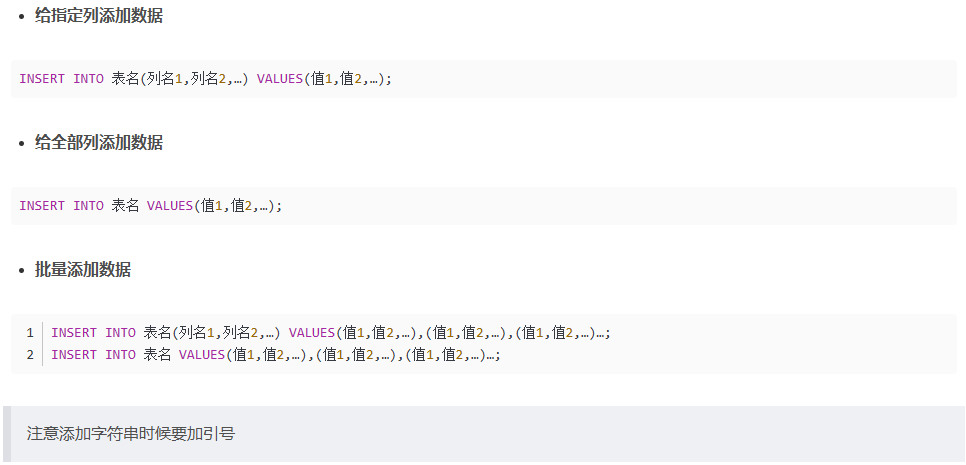 给指定列添加数据
INSERT INTO 表名(列名1,列名2,…) VALUES(值1,值2,…);
给全部列添加数据
INSERT INTO 表名 VALUES(值1,值2,…);
批量添加数据
1 INSERT INTO 表名(列名1,列名2,…) VALUES(值1,值2,…),(值1,值2,…),(值1,值2,…)…;
2 INSERT INTO 表名 VALUES(值1,值2,…),(值1,值2,…),(值1,值2,…)…;
注意添加字符串时候要加引号